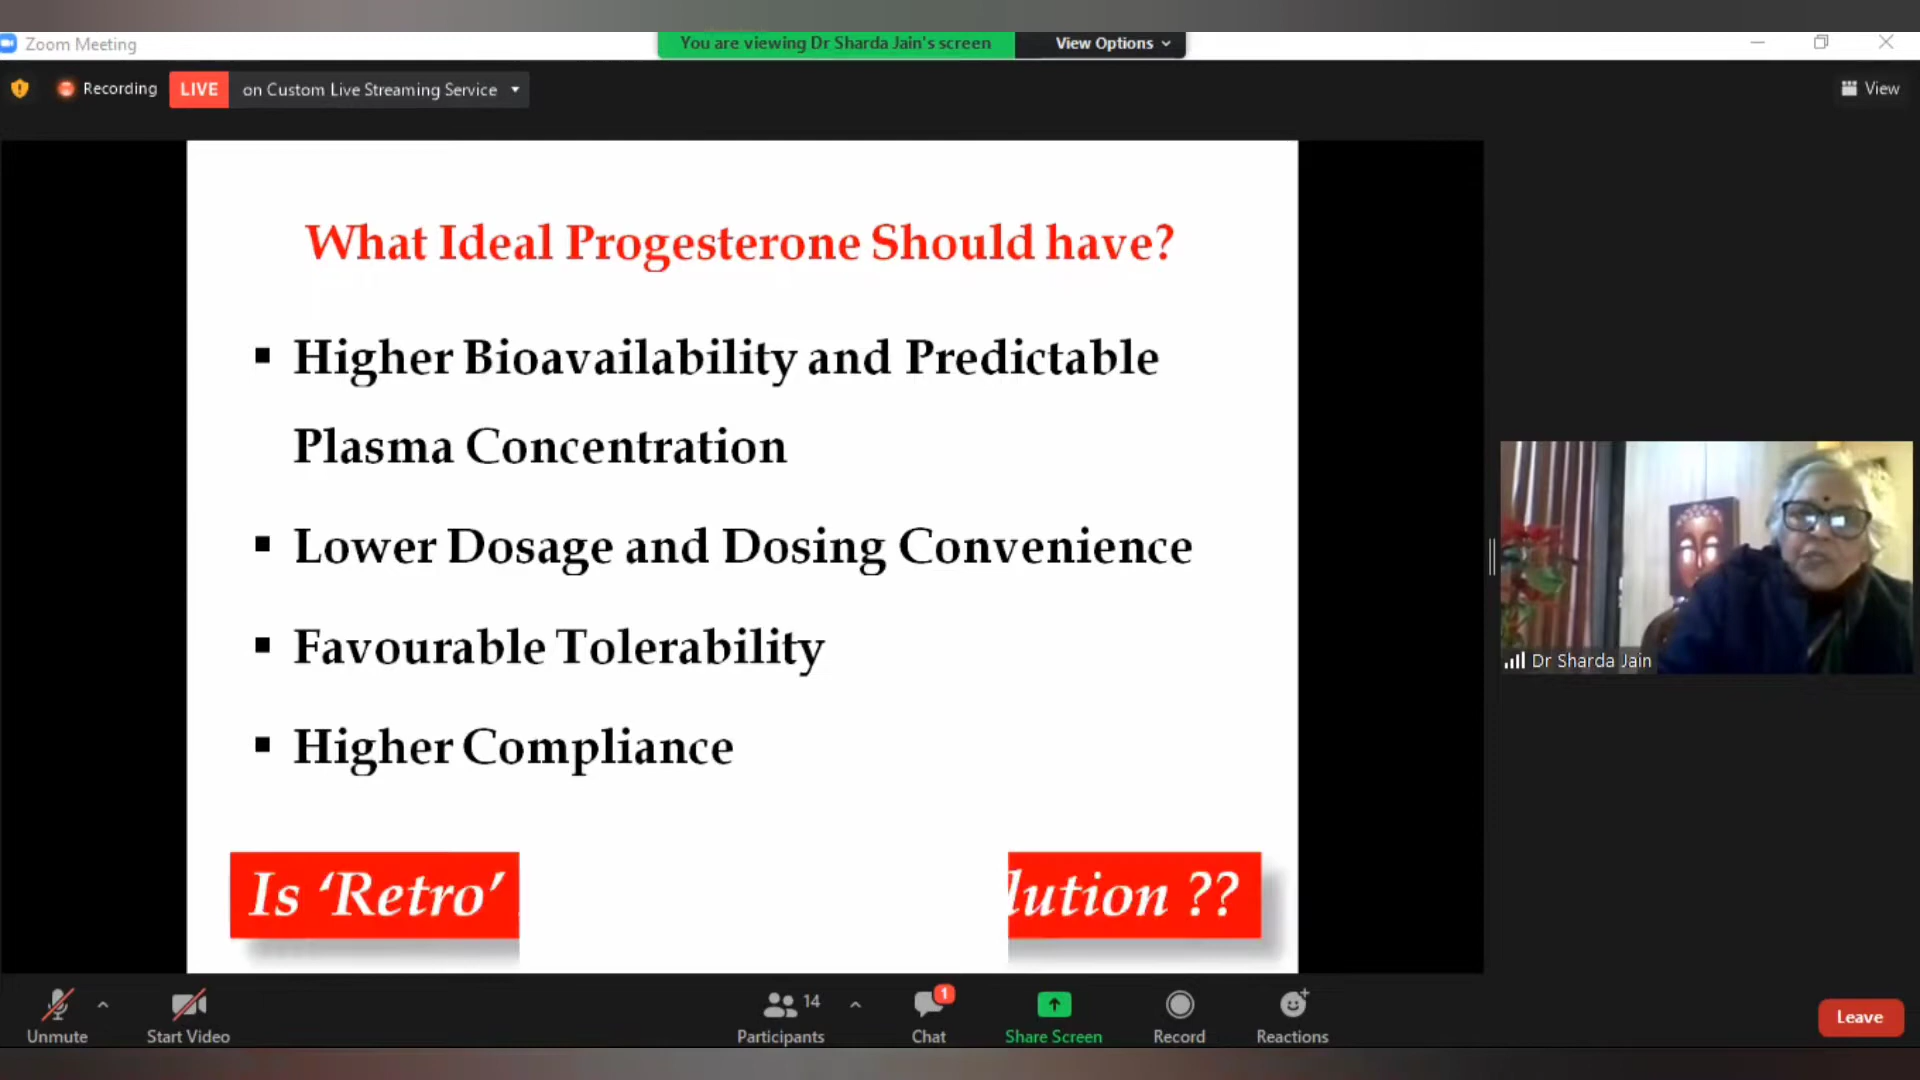 Zoom Meeting
You are viewing Dr Sharda Jain's screen
View Options
Recording
LIVE
on Custom Live Streaming Service
View
What Ideal Progesterone Should have?
▪ Higher Bioavailability and Predictable
Plasma Concentration
▪ Lower Dosage and Dosing Convenience
▪ Favourable Tolerability
▪ Higher Compliance
Is ‘Retro’
lution ??
Dr Sharda Jain
Unmute
Start Video
Participants
14
Chat
1
Share Screen
Record
Reactions
Leave